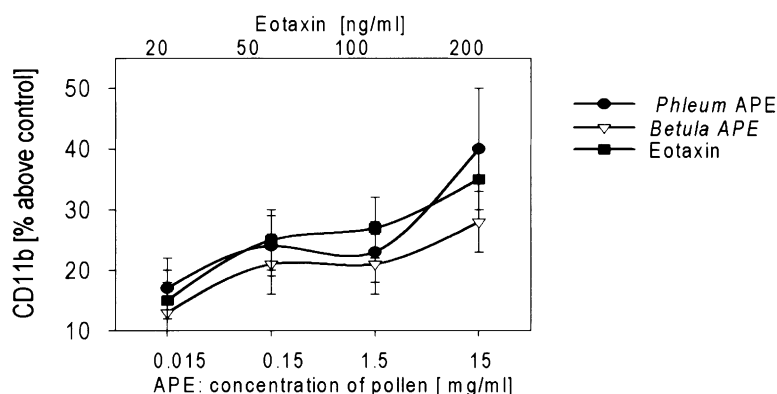 Eotaxin [ng/ml]
20 50 100 200
CD11b [% above control]
50
40
30
20
10
Phleum APE
Betula APE
Eotaxin
0.015 0.15 1.5 15
APE: concentration of pollen [ mg/ml]